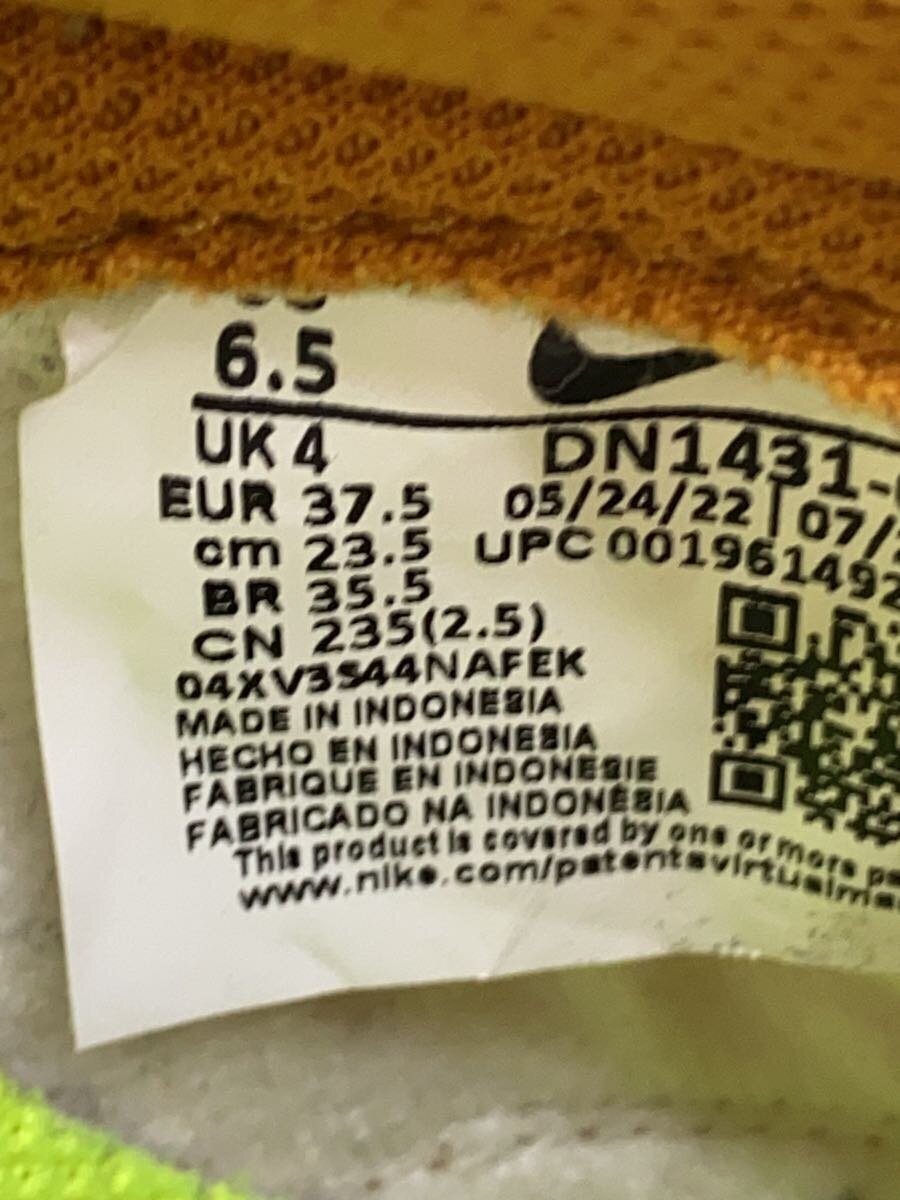 6.5
UK 4
DN1431-
EUR 37.5
05/24/22 | 07/
cm 23.5
UPC 00196149
BR 35.5
CN 235(2.5)
04XV3S44NAFEK
MADE IN INDONESIA
HECHO EN INDONESIA
FABRIQUE EN INDONESIE
FABRICADO NA INDONÉSIA
This product is covered by one or more
www.nike.com/patentsvirtualma